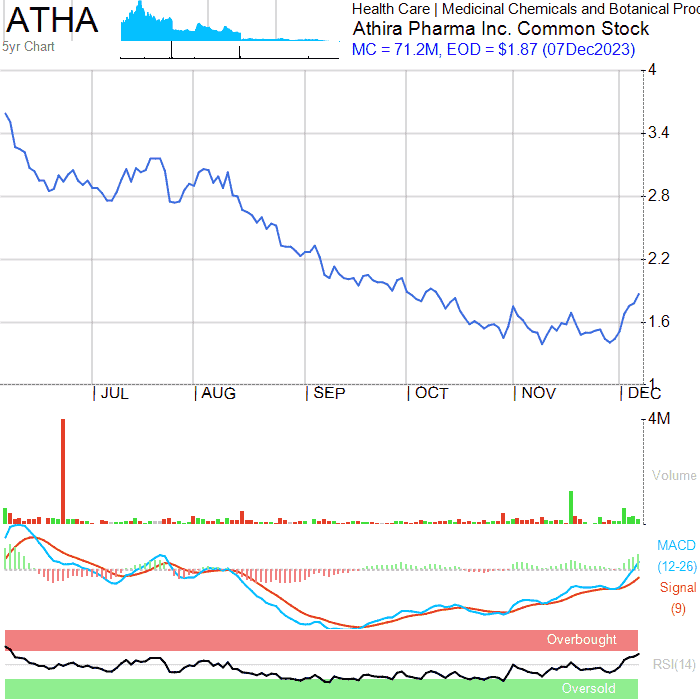 ATHA
5yr Chart
Health Care | Medicinal Chemicals and Botanical Proc
Athira Pharma Inc. Common Stock
MC = 71.2M, EOD = $1.87 (07Dec2023)
4
3.4
2.8
2.2
1.6
1
JUL AUG SEP OCT NOV DEC
4M
Volume
MACD
(12-26)
Signal
(9)
Overbought
RSI(14)
Oversold